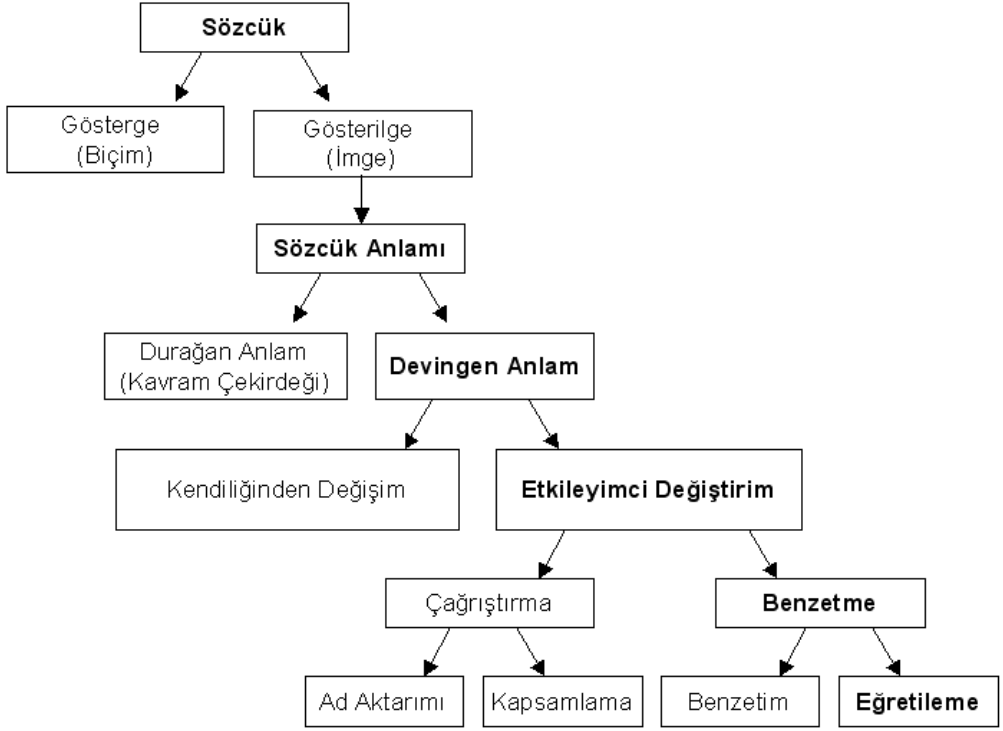 Sözcük
Gösterge
(Biçim)
Gösterilge
(İmge)
Sözcük Anlamı
Durağan Anlam
(Kavram Çekirdeği)
Devingen Anlam
Kendiliğinden Değişim
Etkileyimci Değiştirim
Çağrıştırma
Benzetme
Ad Aktarımı
Kapsamlama
Benzetim
Eğretileme